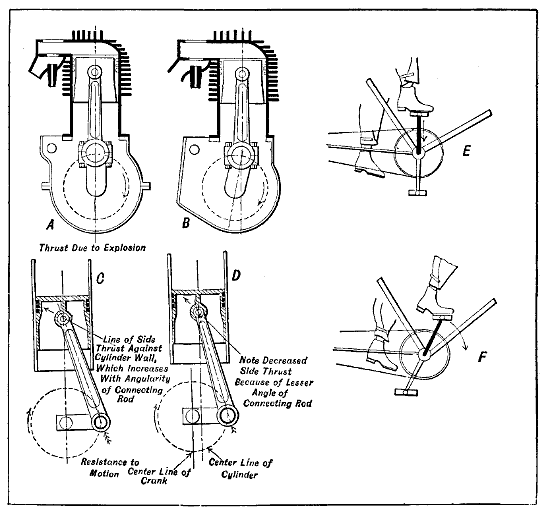 A
B
E
Thrust Due to Explosion
C
D
Line of Side
Thrust Against
Cylinder Wall,
Which Increases
With Angularity
of Connecting
Rod
Note Decreased
Side Thrust
Because of Lesser
Angle of
Connecting Rod
F
Resistance to
Motion
Center Line of
Crank
Center Line of
Cylinder